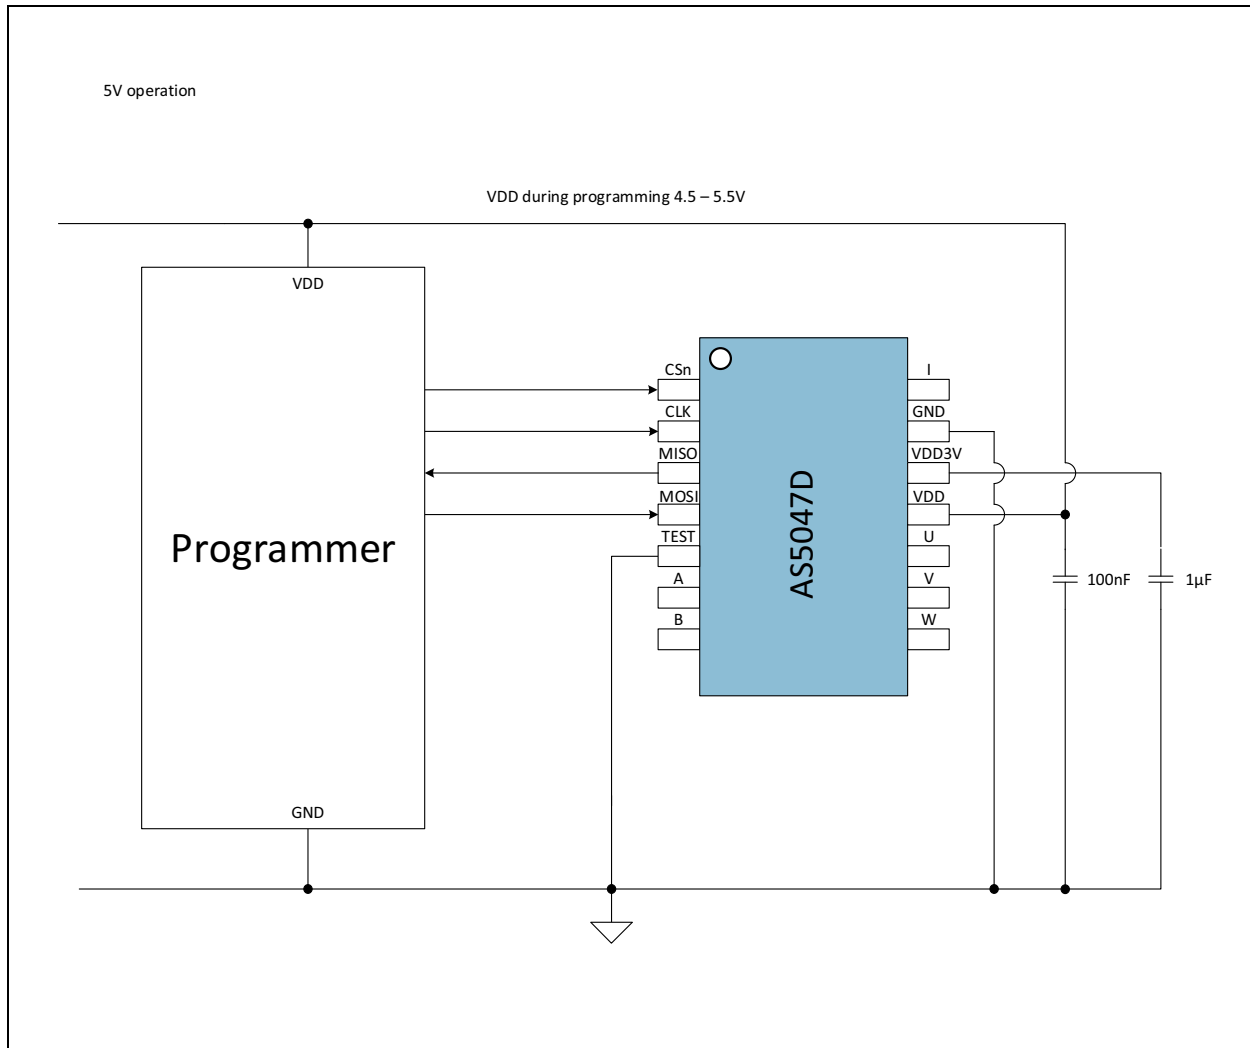 5V operation
VDD during programming 4.5 – 5.5V
VDD
Programmer
GND
CSn
CLK
MISO
MOSI
TEST
A
B
AS5047D
I
GND
VDD3V
VDD
U
V
W
100nF
1µF